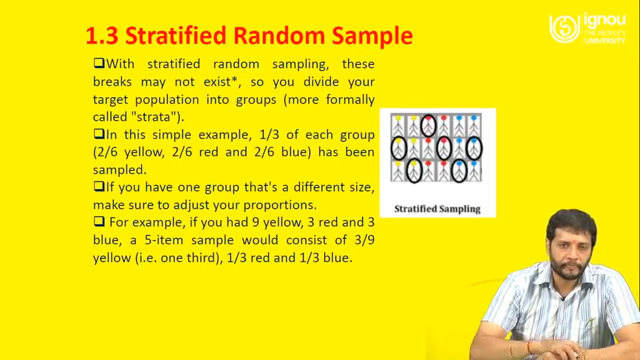 ignou
THE PEOPLE'S
UNIVERSITY
1.3 Stratified Random Sample
❑With stratified random sampling, these
breaks may not exist*, so you divide your
target population into groups (more formally
called "strata").
❑In this simple example, 1/3 of each group
(2/6 yellow, 2/6 red and 2/6 blue) has been
sampled.
❑If you have one group that's a different size,
make sure to adjust your proportions.
❑ For example, if you had 9 yellow, 3 red and 3
blue, a 5-item sample would consist of 3/9
yellow (i.e. one third), 1/3 red and 1/3 blue.
Stratified Sampling